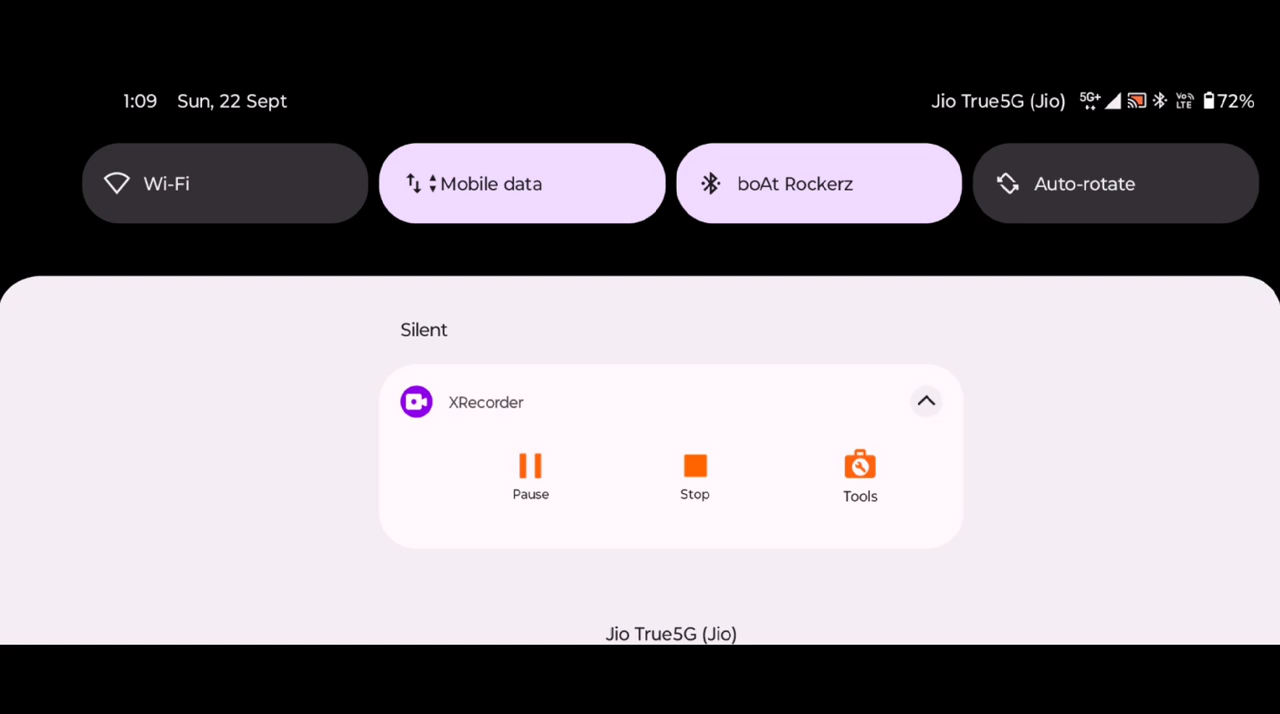 1:09 Sun, 22 Sept Jio True5G (Jio) 5G+ VoLTE 72%
Wi-Fi Mobile data boAt Rockerz Auto-rotate
Silent
XRecorder
Pause Stop Tools
Jio True5G (Jio)